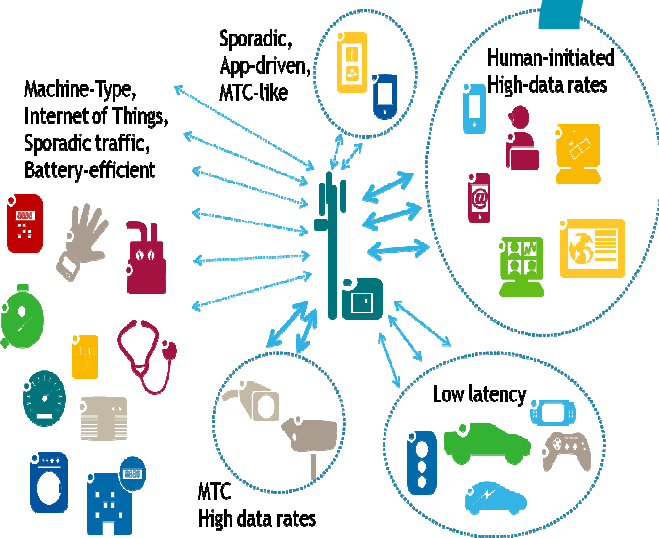 Sporadic,
App-driven,
MTC-like
Human-initiated
High-data rates
Machine-Type,
Internet of Things,
Sporadic traffic,
Battery-efficient
@
Low latency
MTC
High data rates